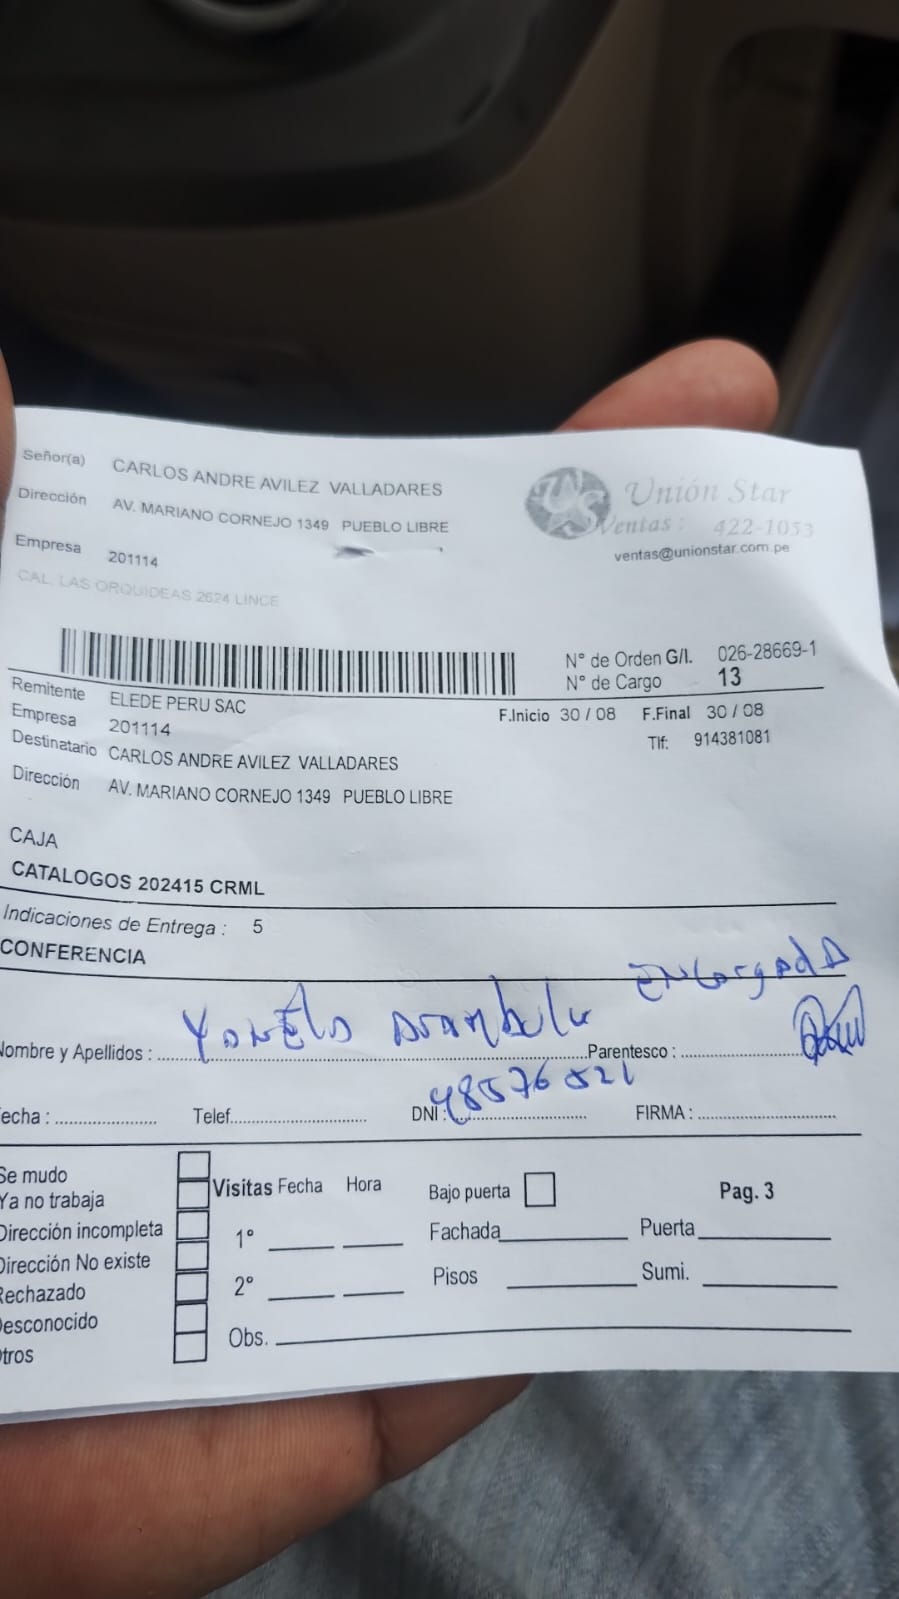 Señor(a) CARLOS ANDRE AVILEZ VALLADARES
Dirección AV. MARIANO CORNEJO 1349 PUEBLO LIBRE
Empresa 201114
CAL. LAS ORQUIDEAS 2624 LINCE
Unión Star
Ventas : 422-1053
ventas@unionstar.com.pe
N° de Orden G/I. 026-28669-1
N° de Cargo 13
Remitente ELEDE PERU SAC
F.Inicio 30 / 08 F.Final 30 / 08
Empresa 201114
Tlf: 914381081
Destinatario CARLOS ANDRE AVILEZ VALLADARES
Dirección AV. MARIANO CORNEJO 1349 PUEBLO LIBRE
CAJA
CATALOGOS 202415 CRML
Indicaciones de Entrega : 5
CONFERENCIA
Encargada
Nombre y Apellidos : Parentesco :
echa : Telef. DNI : FIRMA :
Se mudo
Ya no trabaja
Dirección incompleta
Dirección No existe
Rechazado
esconocido
tros
Visitas Fecha Hora
1°
2°
Obs.
Bajo puerta
Pag. 3
Fachada Puerta
Pisos Sumi.